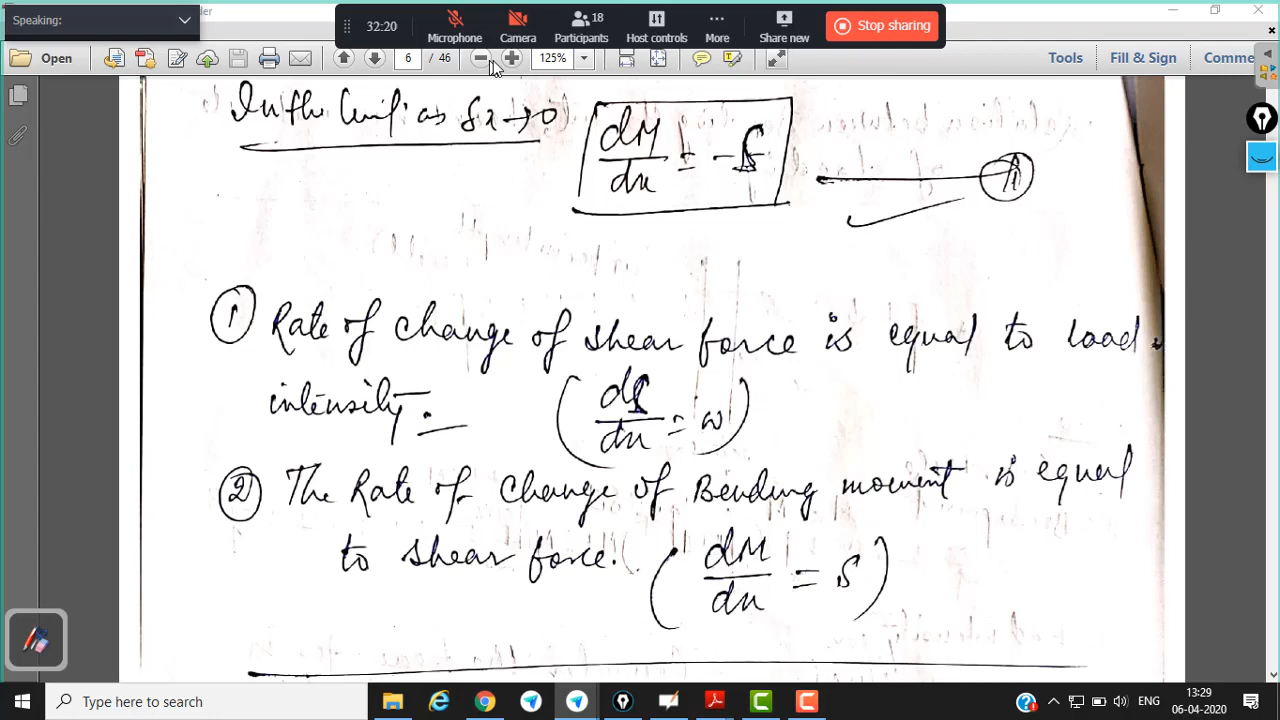 Speaking:
32:20
Microphone
Camera
18
Participants
Host controls
More
Share new
Stop sharing
Open
6 / 46
125%
Tools
Fill & Sign
Comme
In the limit as δx → 0
dM/dx = -S
① Rate of change of shear force is equal to load
intensity. (dS/dx = w)
② The Rate of change of Bending moment is equal
to shear force. (dM/dx = S)
Type here to search
ENG
13:29
06-04-2020